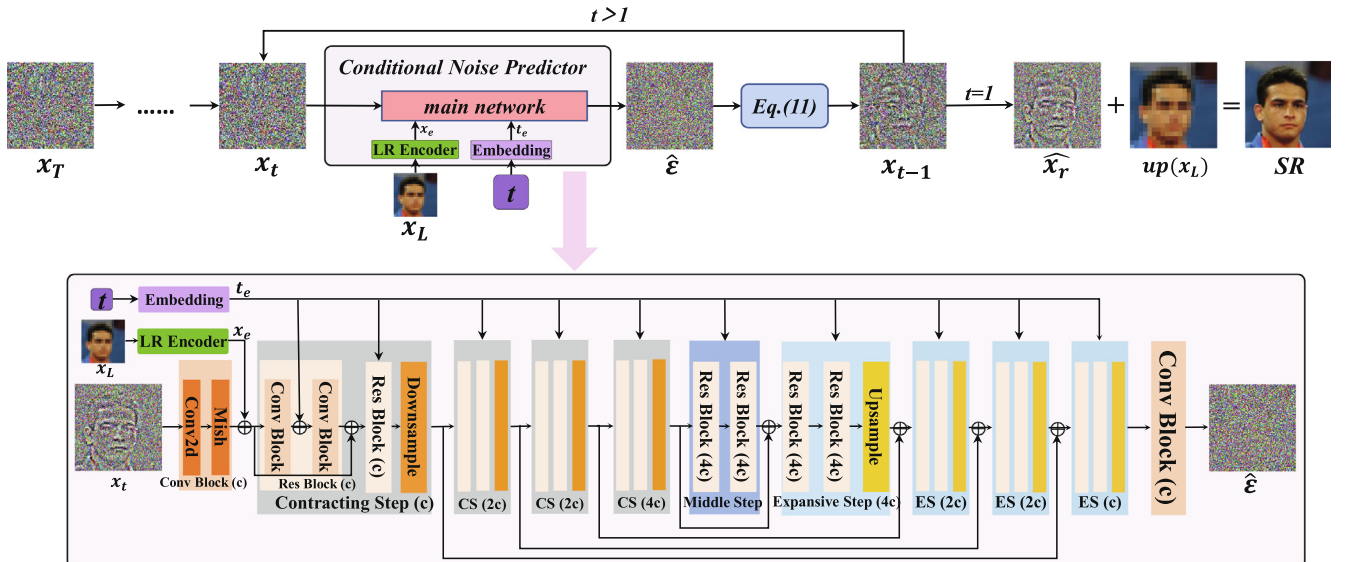 t > 1
Conditional Noise Predictor
main network
x_e
t_e
LR Encoder
Embedding
Eq.(11)
t=1
+
=
......
x_T
x_t
x_L
t
ε̂
x_{t−1}
x̂_r
up(x_L)
SR
t
Embedding
t_e
LR Encoder
x_e
x_L
x_t
Conv2d
Mish
Conv Block (c)
Conv Block
Conv Block
Res Block (c)
Res Block (c)
Downsample
Contracting Step (c)
CS (2c)
CS (2c)
CS (4c)
Res Block (4c)
Res Block (4c)
Middle Step
Res Block (4c)
Res Block (4c)
Upsample
Expansive Step (4c)
ES (2c)
ES (2c)
ES (c)
Conv Block (c)
ε̂